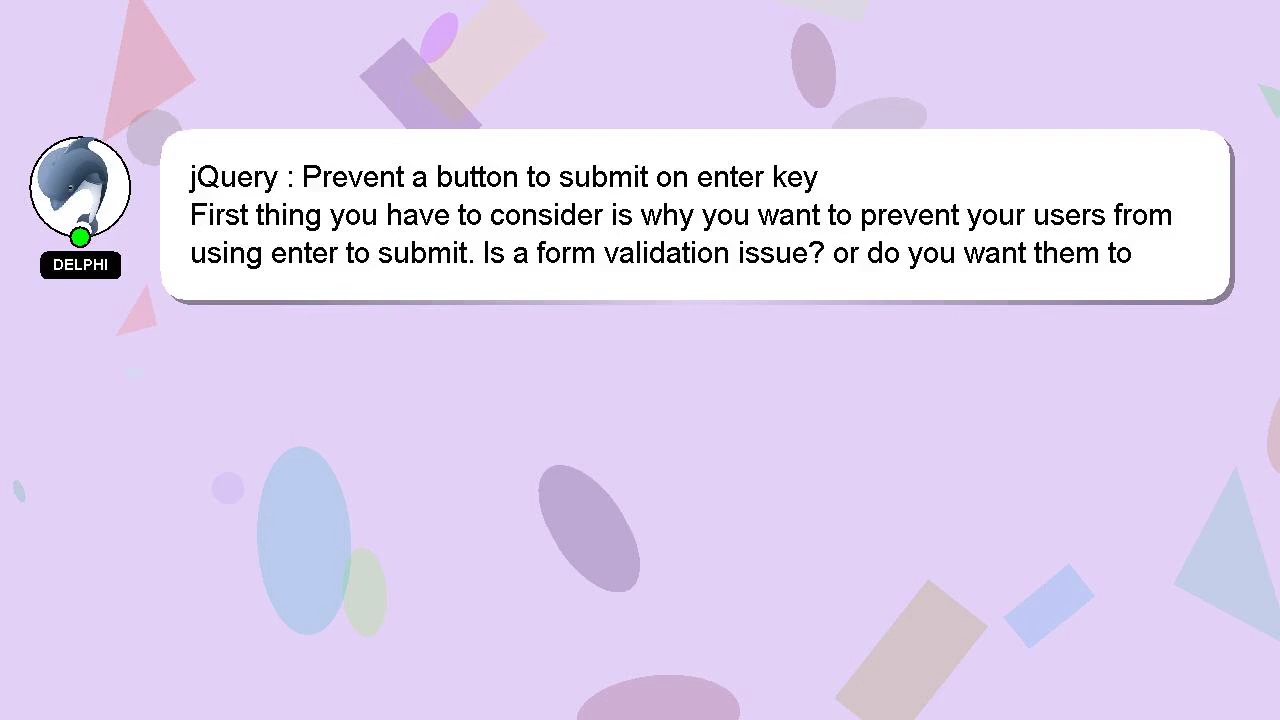 jQuery : Prevent a button to submit on enter key
First thing you have to consider is why you want to prevent your users from
using enter to submit. Is a form validation issue? or do you want them to
DELPHI